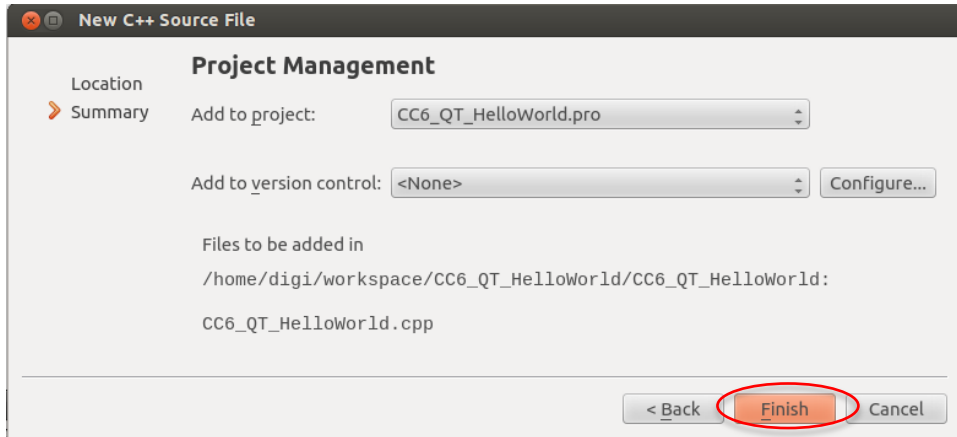 New C++ Source File
Location
Summary
Project Management
Add to project: CC6_QT_HelloWorld.pro
Add to version control: <None> Configure...
Files to be added in
/home/digi/workspace/CC6_QT_HelloWorld/CC6_QT_HelloWorld:
CC6_QT_HelloWorld.cpp
< Back Finish Cancel